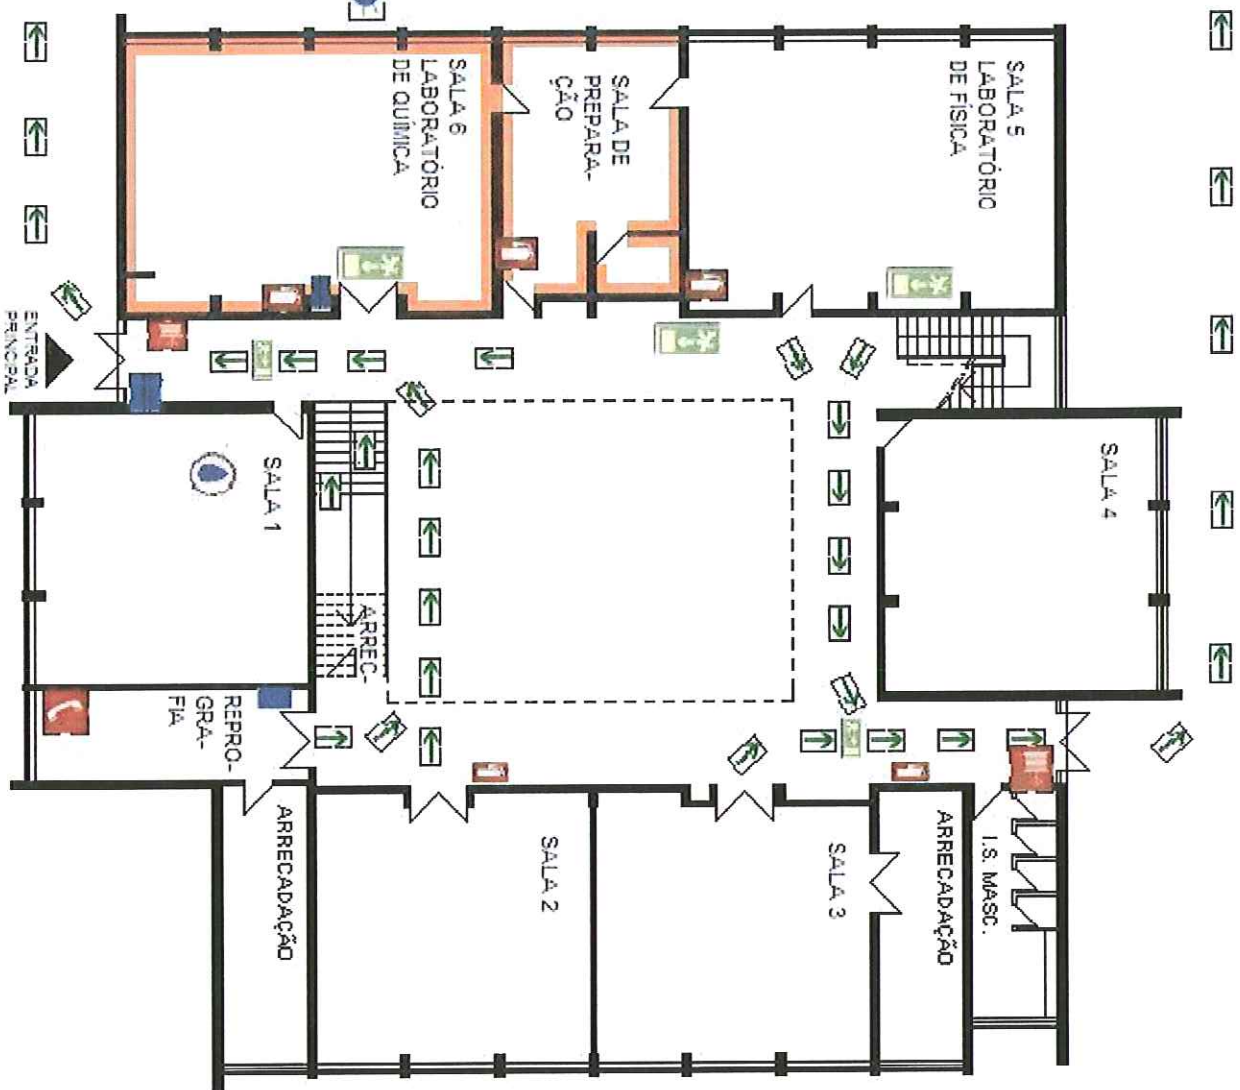 SALA 6
LABORATÓRIO
DE QUÍMICA
SALA DE
PREPARA-
ÇÃO
SALA 5
LABORATÓRIO
DE FÍSICA
ENTRADA
PRINCIPAL
SALA 1
SALA 4
ARREC-
REPRO-
GRA-
FIA
ARRECADAÇÃO
SALA 2
SALA 3
ARRECADAÇÃO
I.S. MASC.